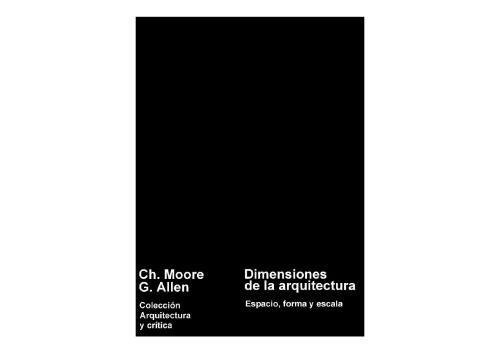 Ch. Moore
G. Allen
Colección
Arquitectura
y crítica
Dimensiones
de la arquitectura
Espacio, forma y escala